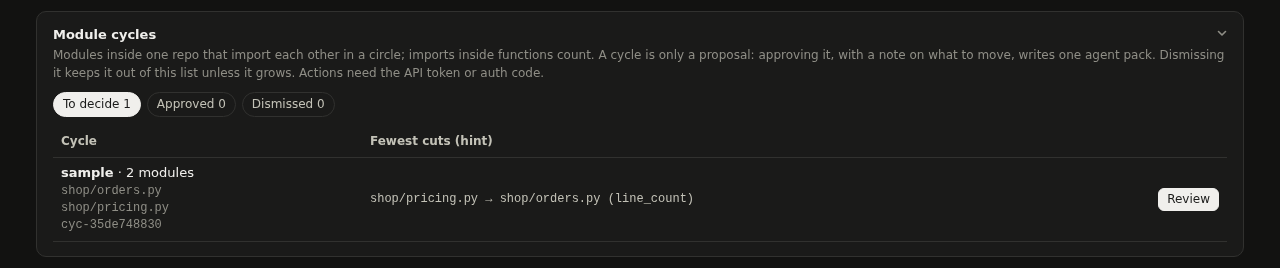 Module cycles
Modules inside one repo that import each other in a circle; imports inside functions count. A cycle is only a proposal: approving it, with a note on what to move, writes one agent pack. Dismissing
it keeps it out of this list unless it grows. Actions need the API token or auth code.
To decide 1 Approved 0 Dismissed 0
Cycle Fewest cuts (hint)
sample · 2 modules
shop/orders.py
shop/pricing.py
cyc-35de748830
shop/pricing.py → shop/orders.py (line_count)
Review